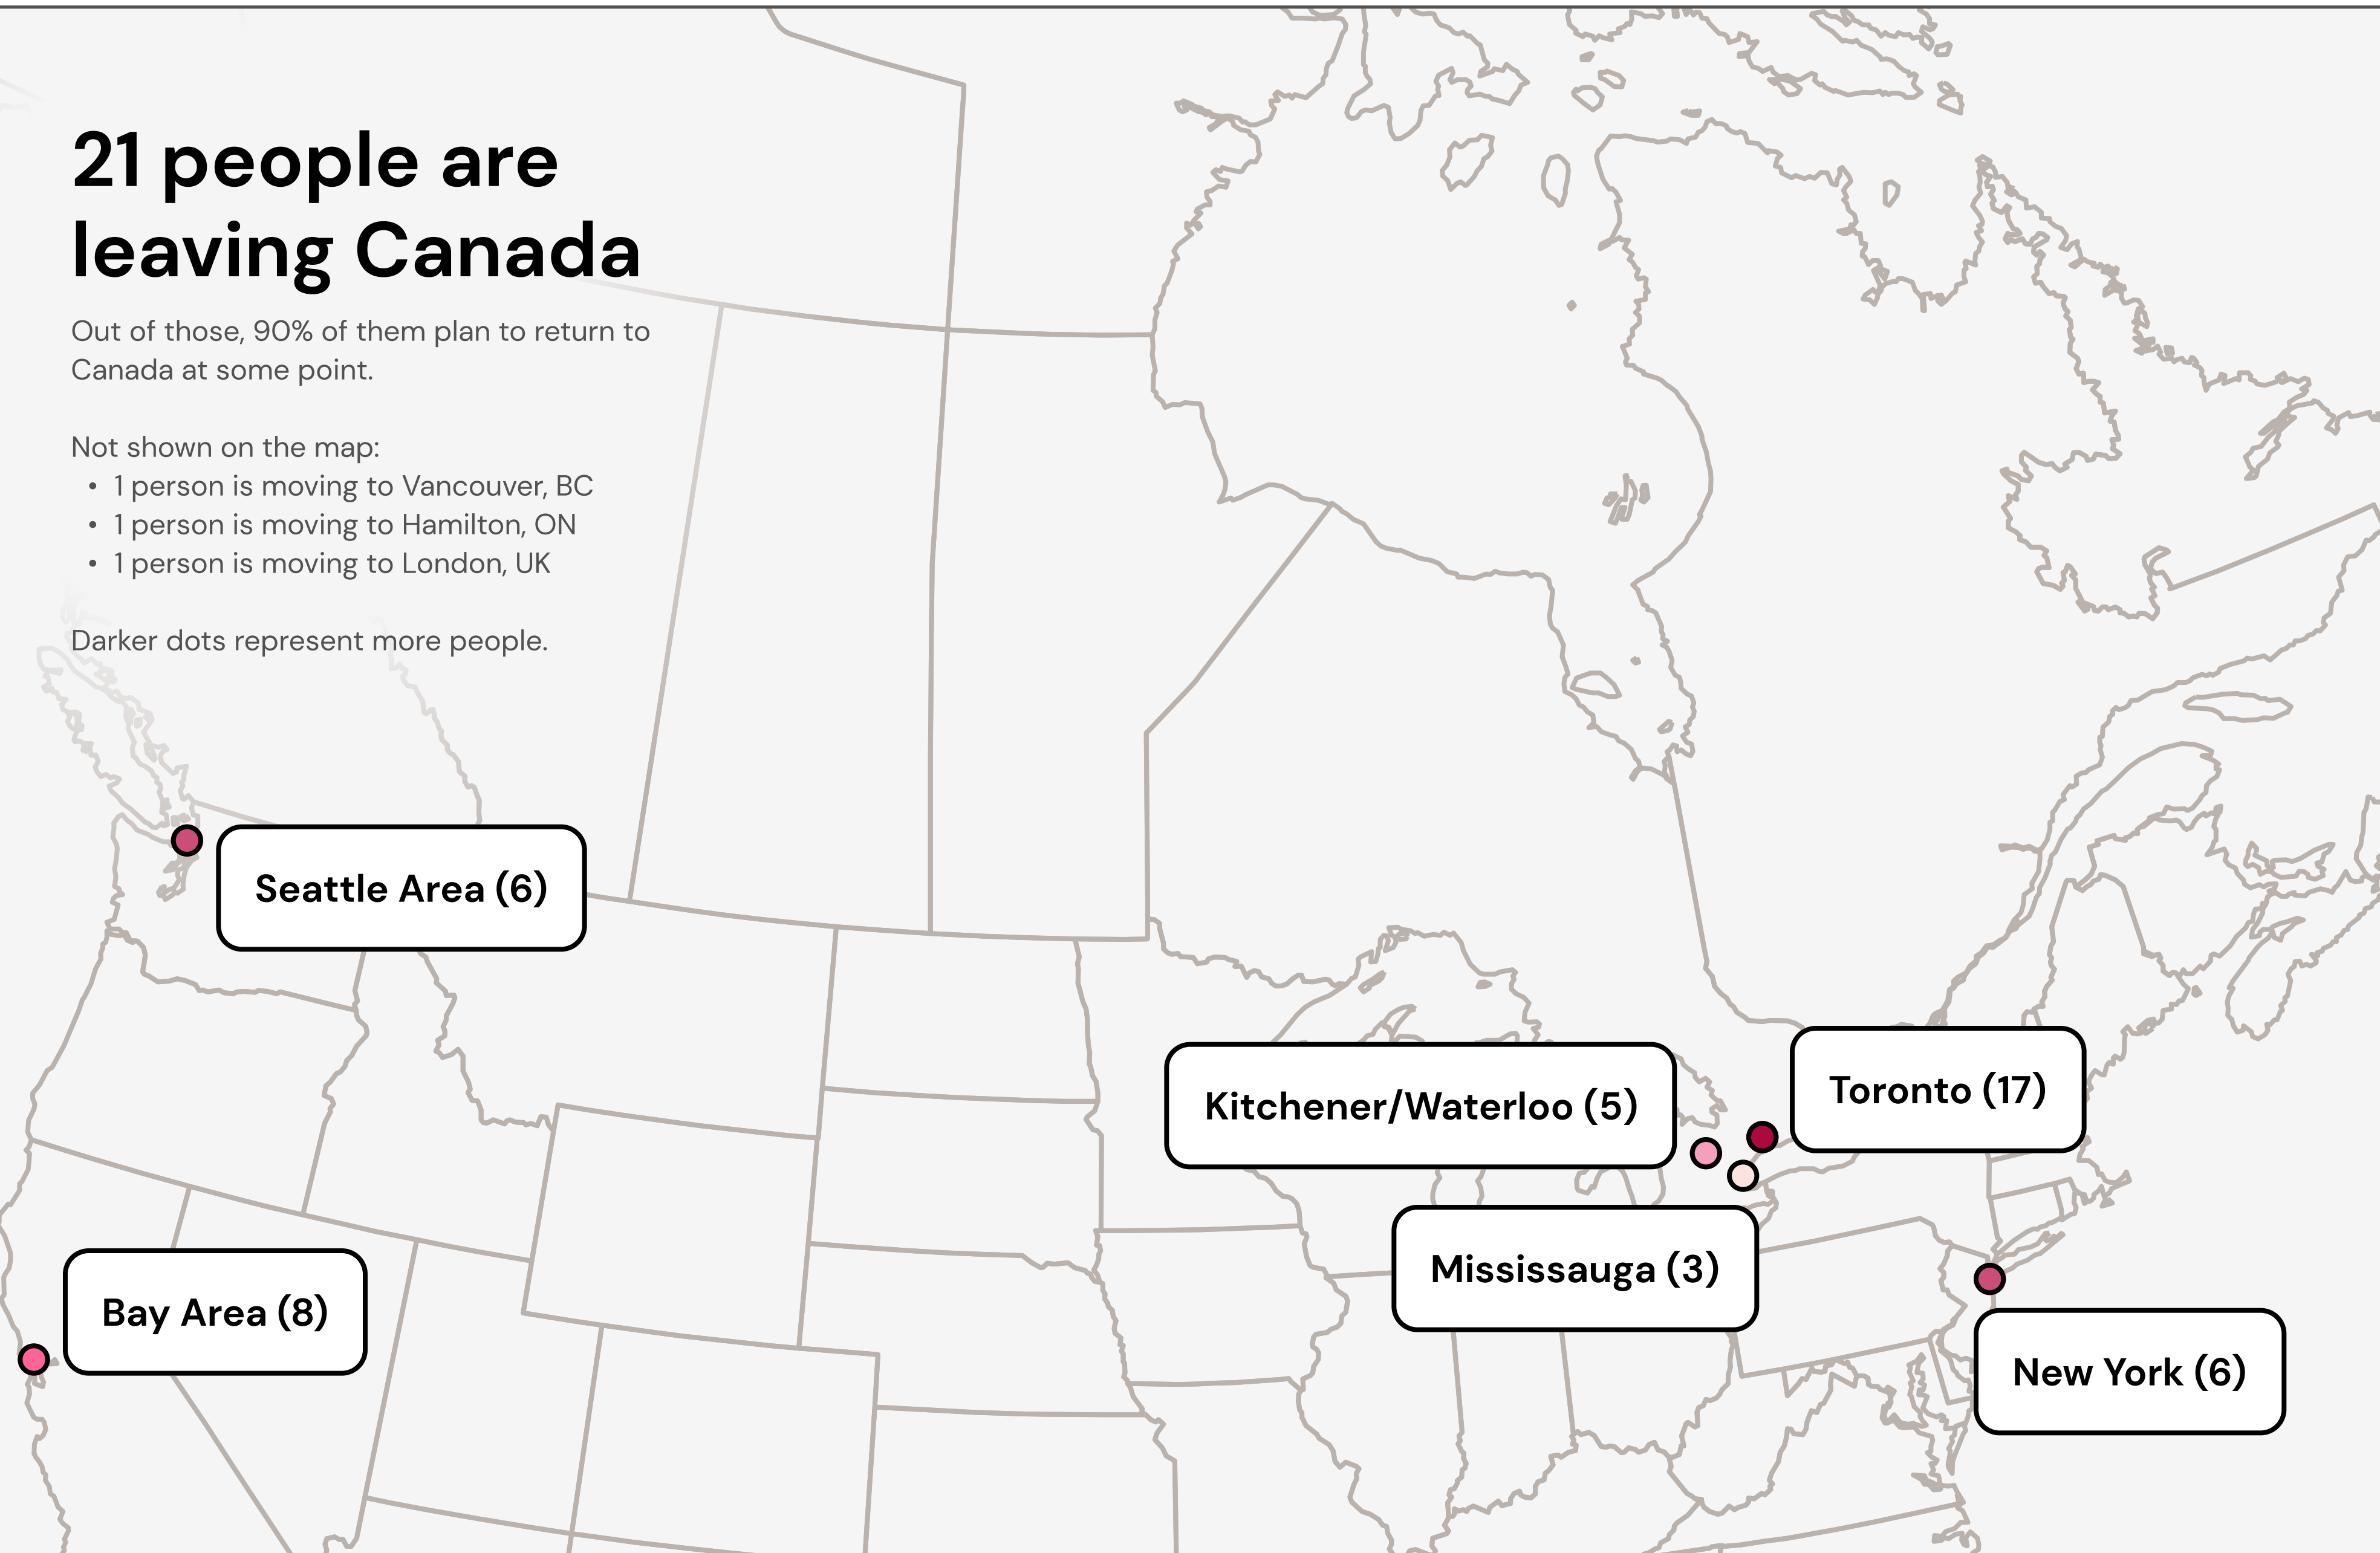 21 people are
leaving Canada
Out of those, 90% of them plan to return to
Canada at some point.
Not shown on the map:
• 1 person is moving to Vancouver, BC
• 1 person is moving to Hamilton, ON
• 1 person is moving to London, UK
Darker dots represent more people.
Seattle Area (6)
Kitchener/Waterloo (5)
Toronto (17)
Mississauga (3)
Bay Area (8)
New York (6)